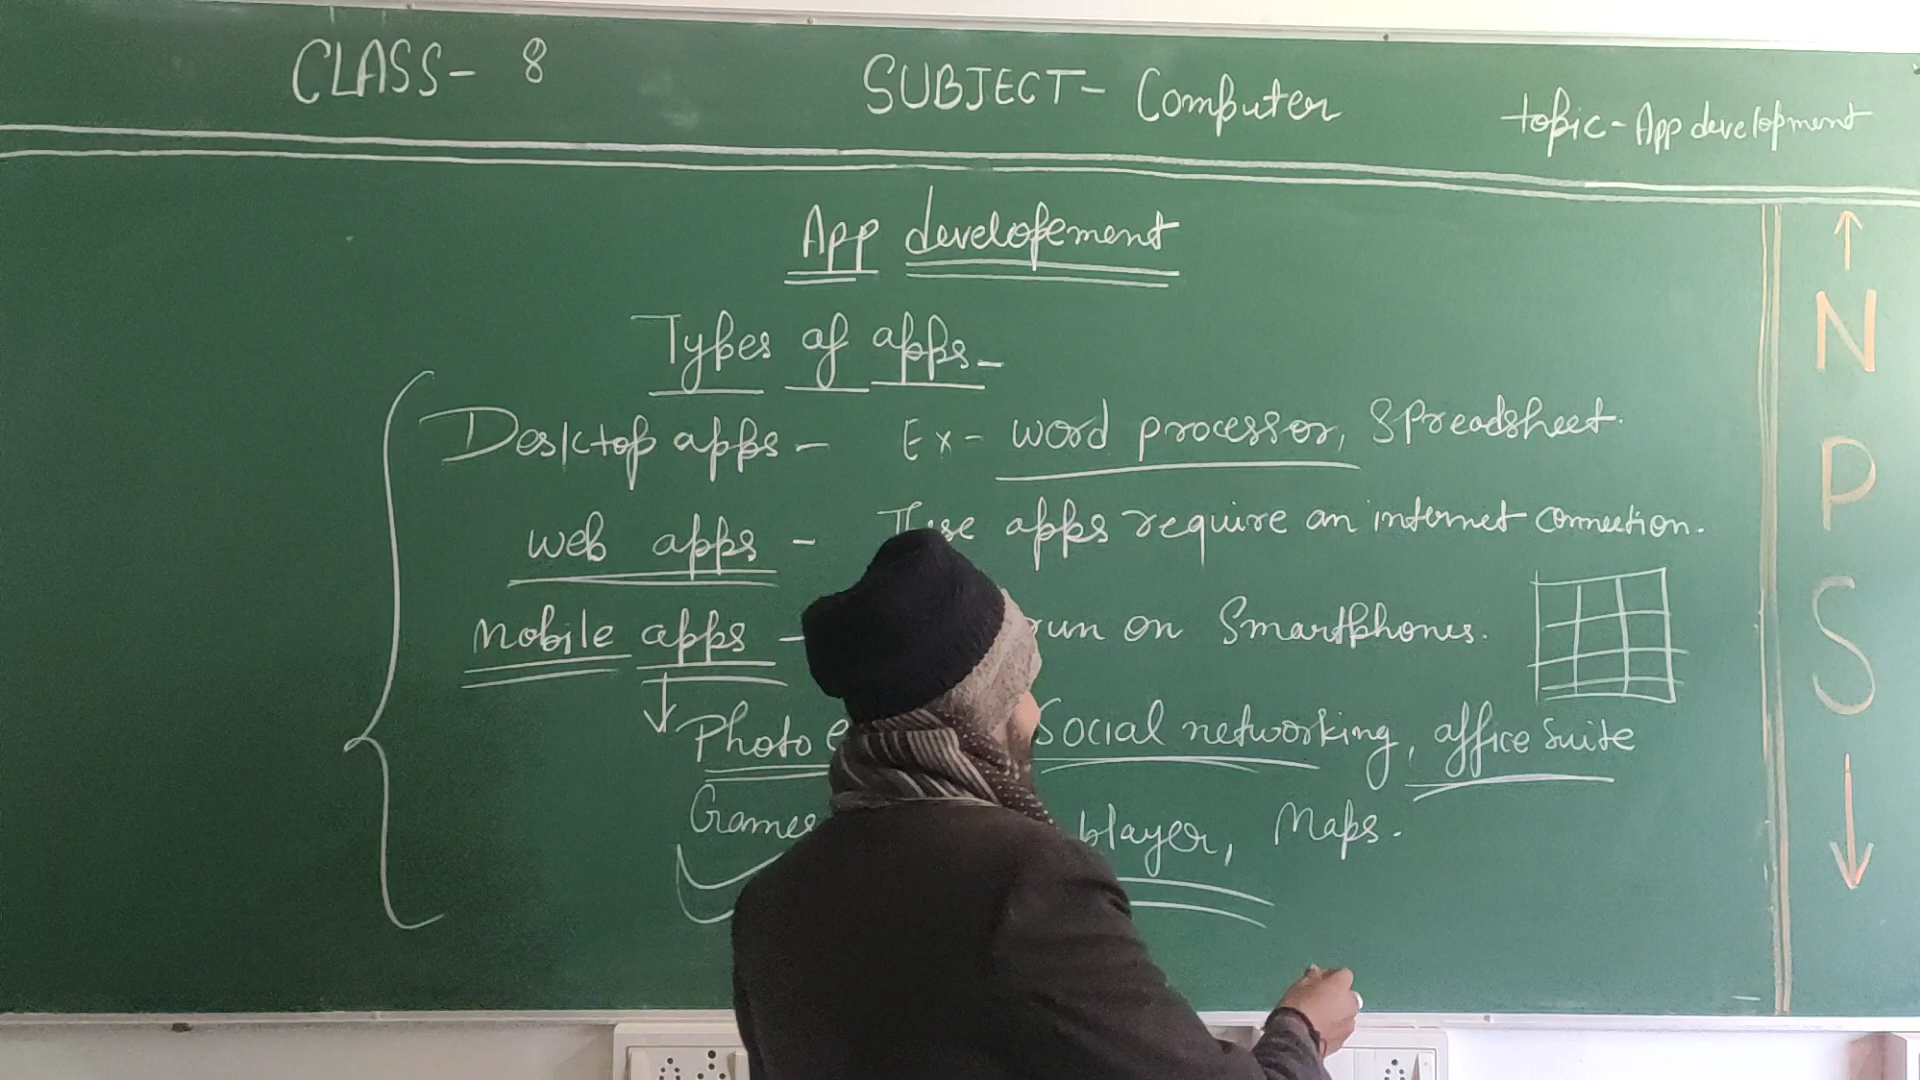 CLASS- 8
SUBJECT- Computer
topic- App development
App developement
Types of apps-
Desktop apps- Ex- word processor, Spreadsheet.
web apps - These apps require an internet connection.
Mobile apps - run on Smartphones.
Photo Social networking, office suite
Games player, Maps.
N
P
S